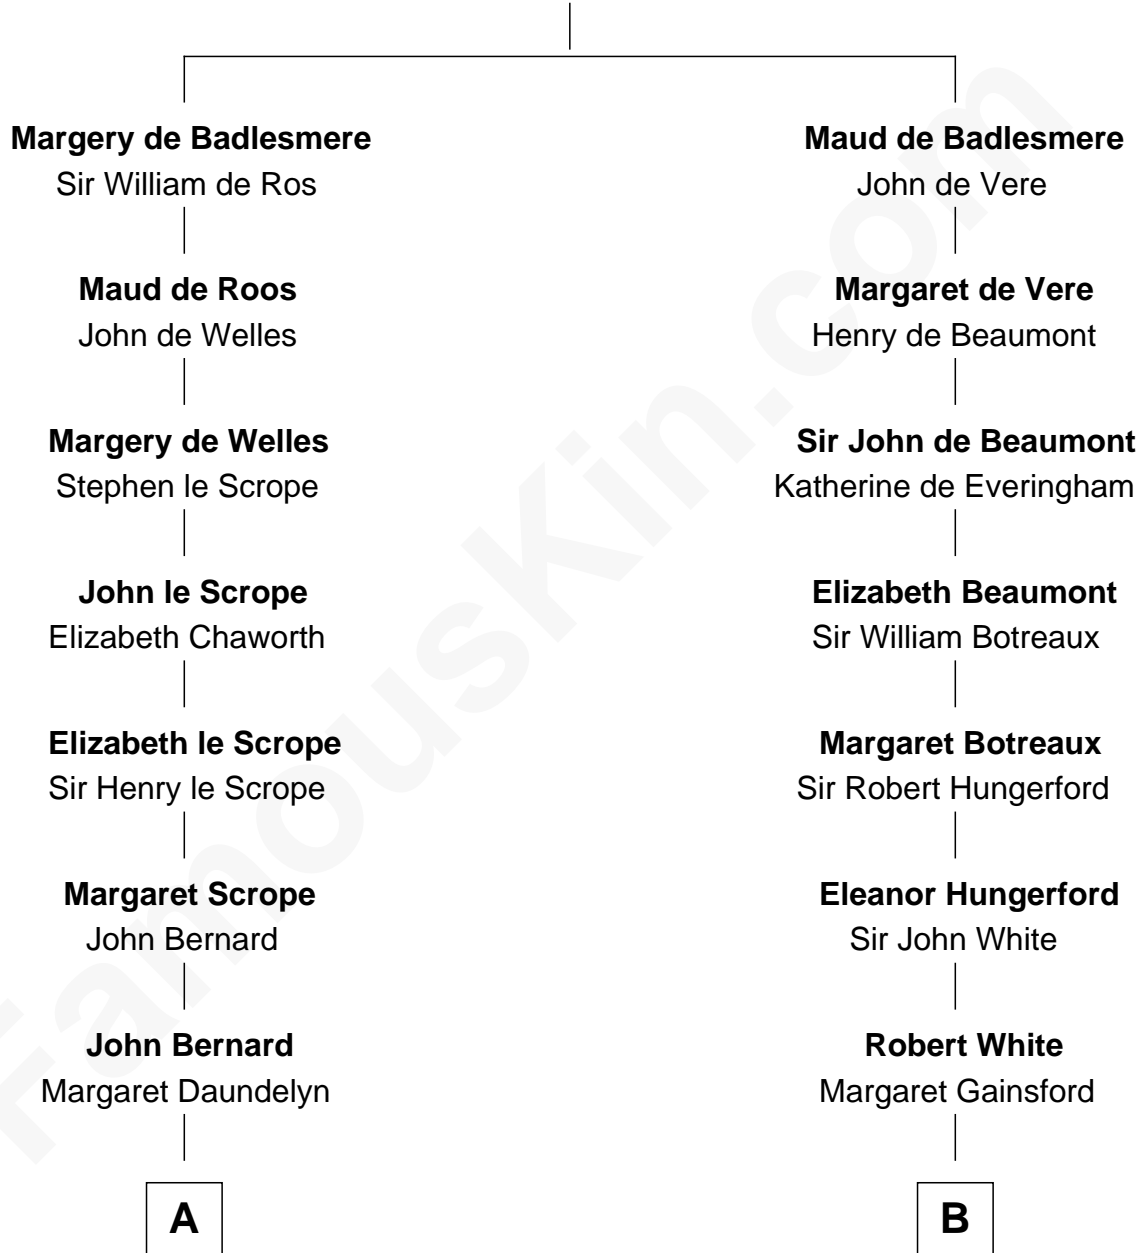 Margery de Badlesmere
Sir William de Ros
Maud de Badlesmere
John de Vere
Maud de Roos
John de Welles
Margaret de Vere
Henry de Beaumont
Margery de Welles
Stephen le Scrope
Sir John de Beaumont
Katherine de Everingham
John le Scrope
Elizabeth Chaworth
Elizabeth Beaumont
Sir William Botreaux
Elizabeth le Scrope
Sir Henry le Scrope
Margaret Botreaux
Sir Robert Hungerford
Margaret Scrope
John Bernard
Eleanor Hungerford
Sir John White
John Bernard
Margaret Daundelyn
Robert White
Margaret Gainsford
A
B
FamousKin.com